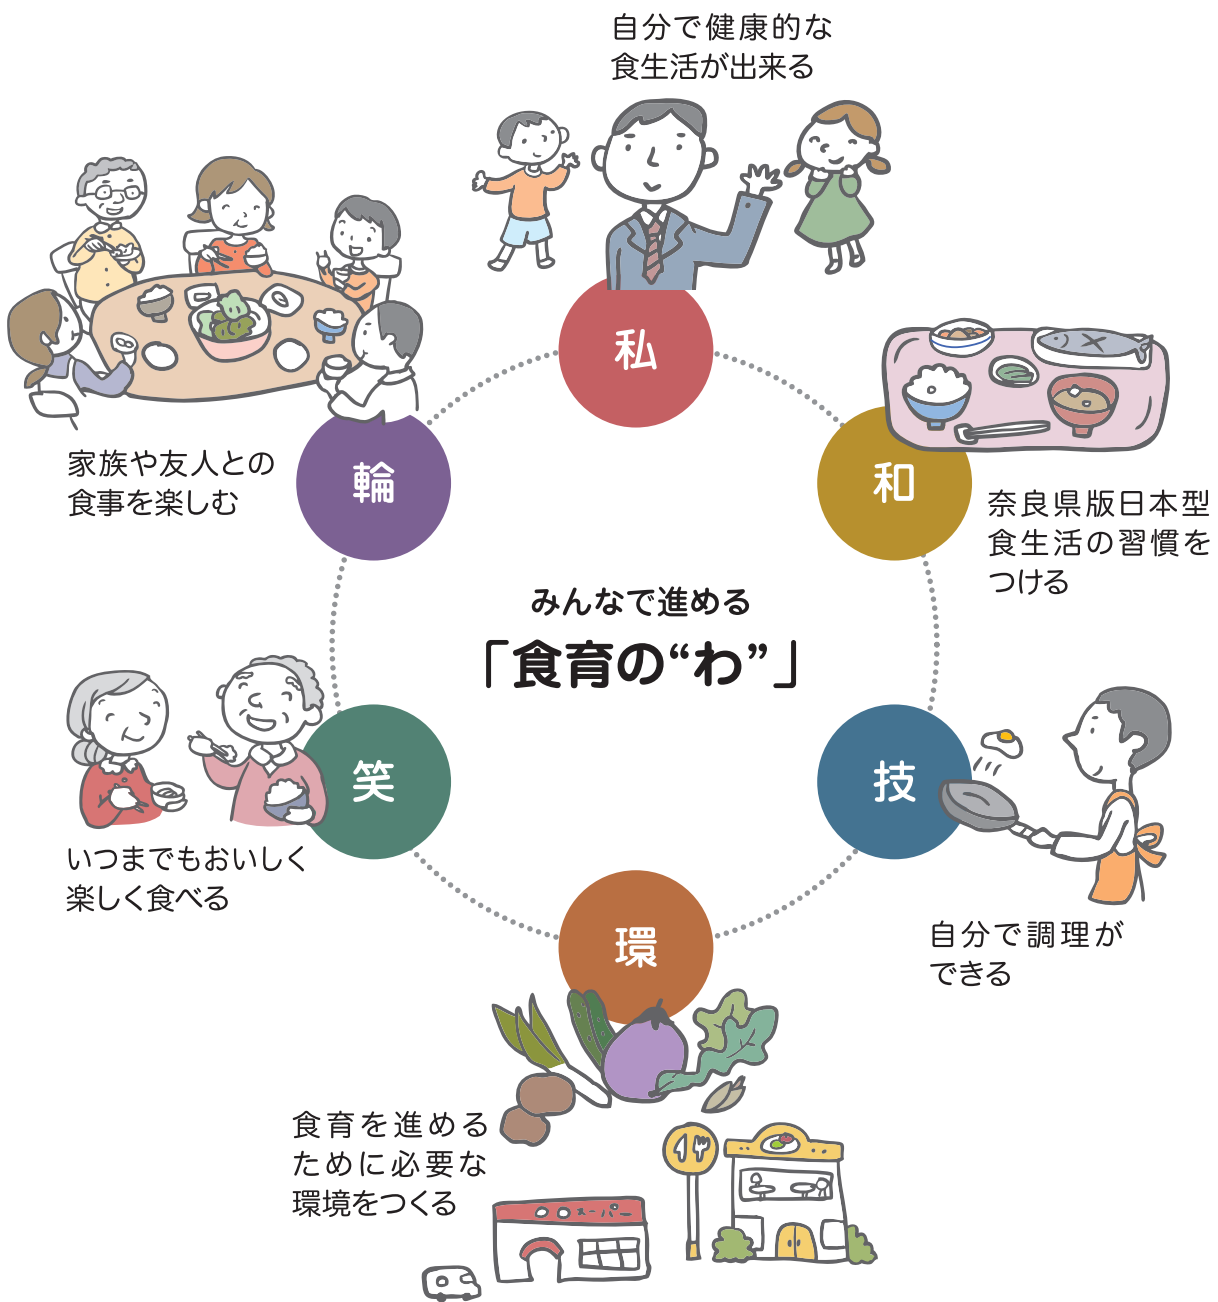 自分で健康的な
食生活が出来る
私
和
奈良県版日本型
食生活の習慣を
つける
輪
家族や友人との
食事を楽しむ
みんなで進める
「食育の“わ”」
笑
いつまでもおいしく
楽しく食べる
技
自分で調理が
できる
環
食育を進める
ために必要な
環境をつくる
○○スーパー